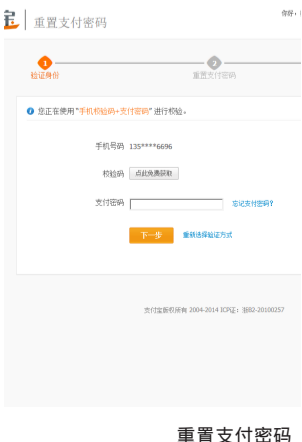 重置支付密码
你好,
1
2
验证身份
重置支付密码
您正在使用"手机校验码+支付密码"进行校验。
手机号码 135****6696
校验码 点此免费获取
支付密码 忘记支付密码?
下一步 重新选择验证方式
支付宝版权所有 2004-2014 ICP证:浙B2-20100257
重置支付密码